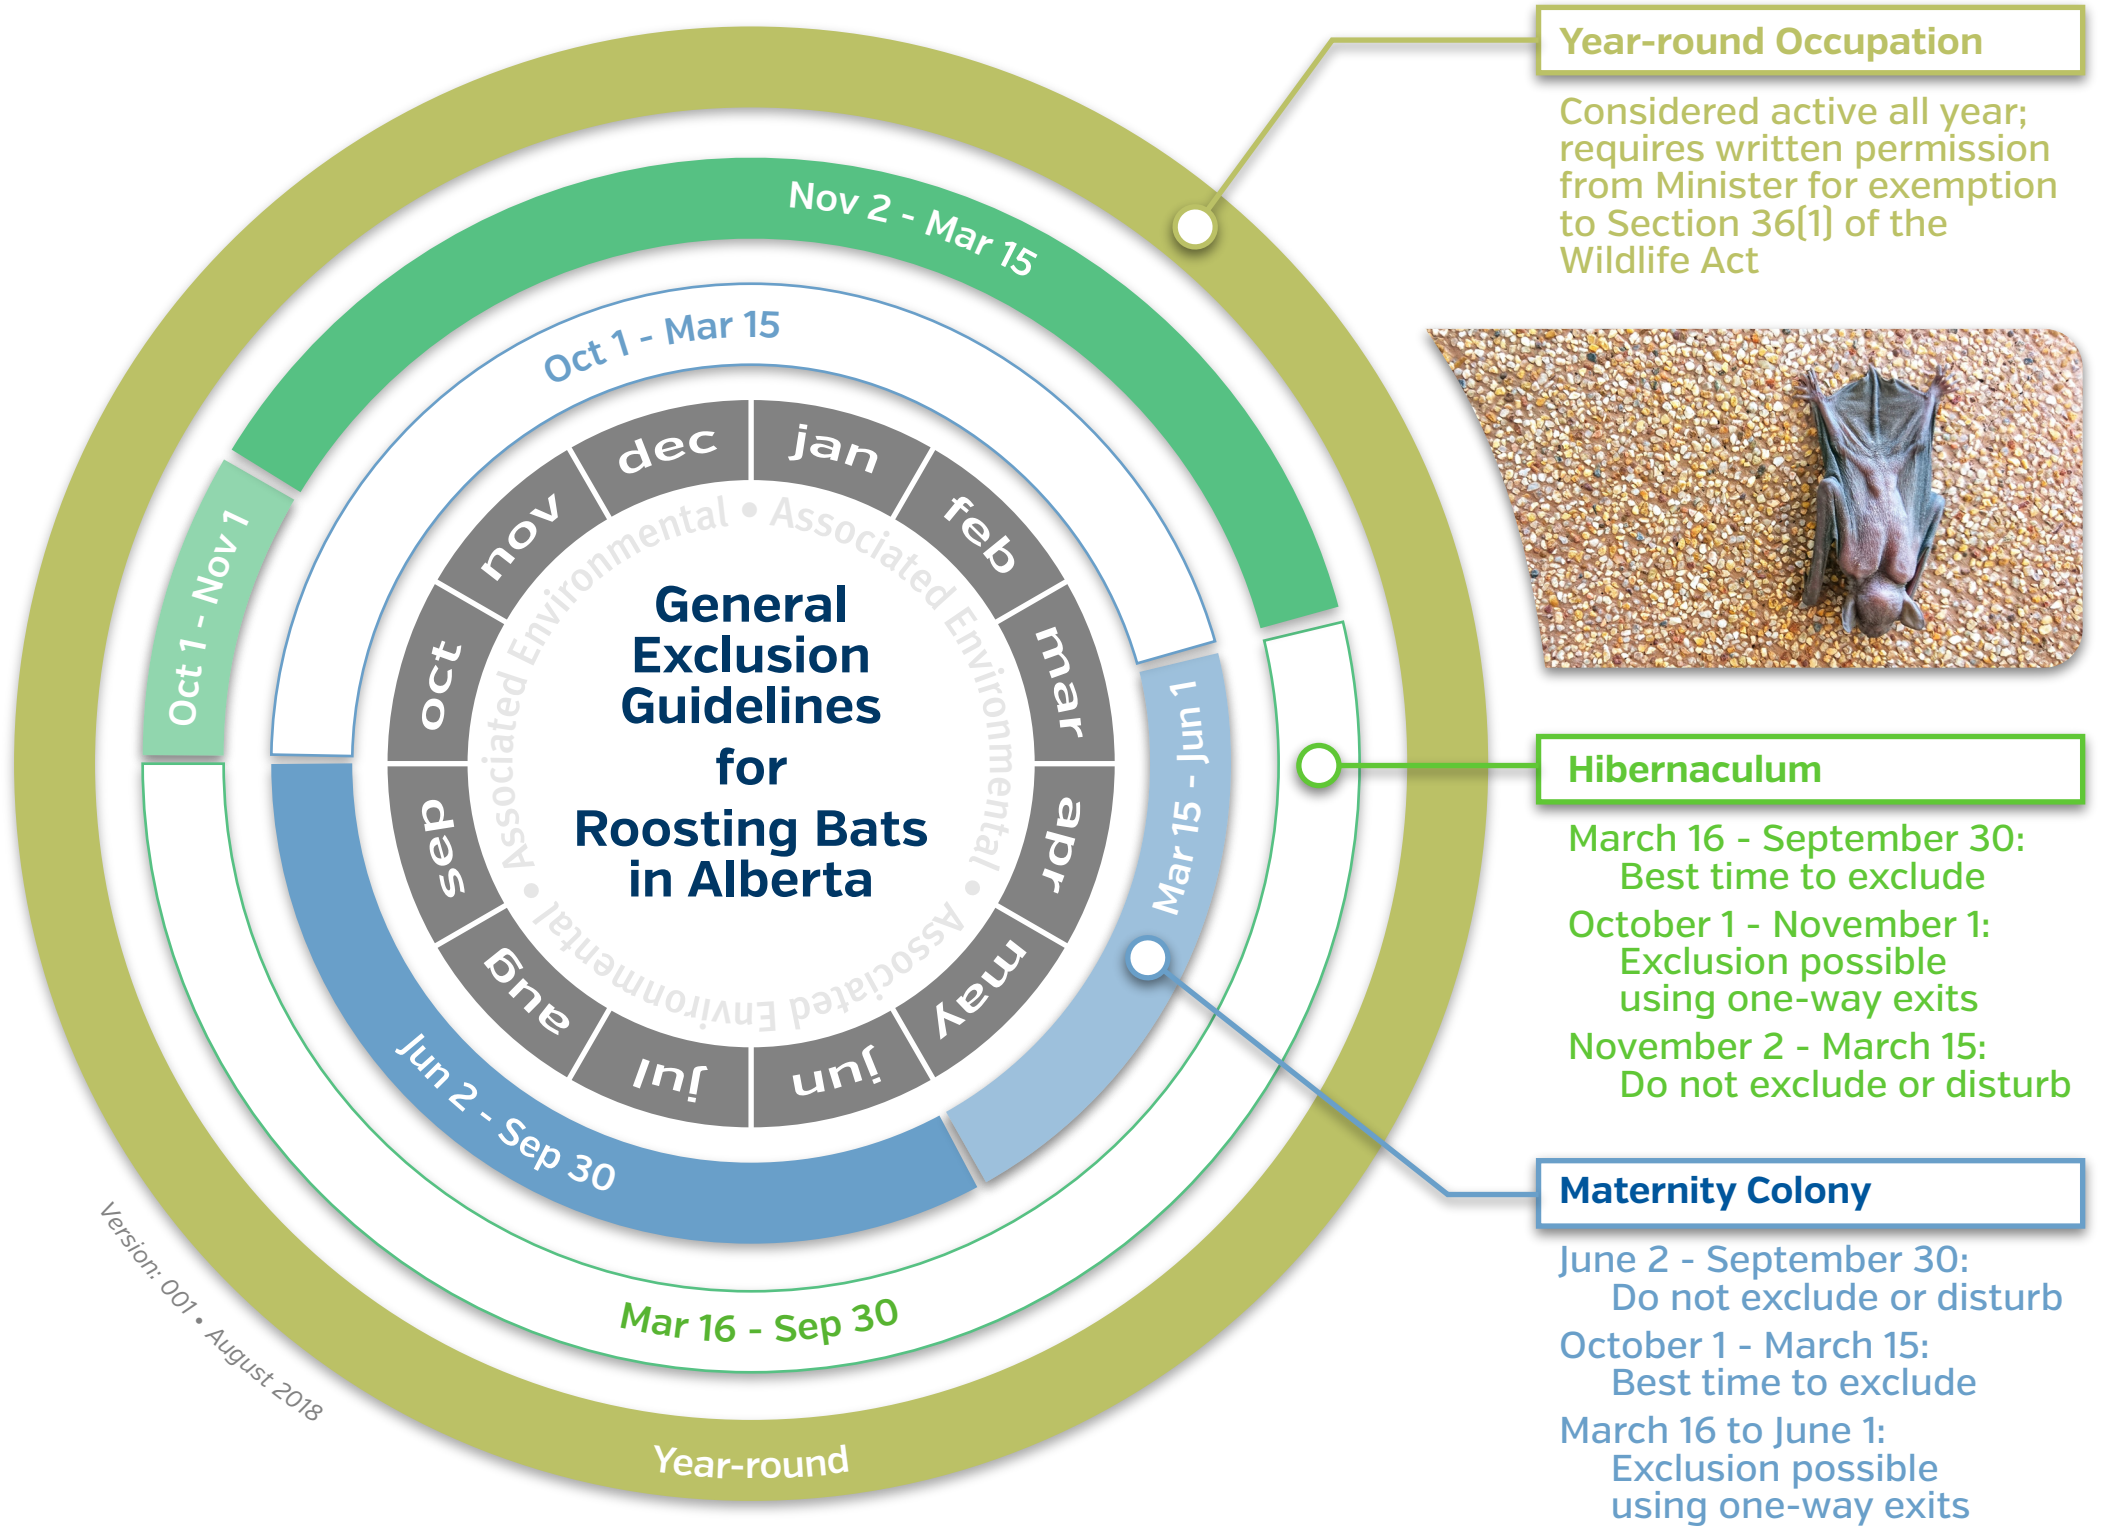 Year-round Occupation
Considered active all year;
requires written permission
from Minister for exemption
to Section 36(1) of the
Wildlife Act
Nov 2 - Mar 15
Oct 1 - Mar 15
Oct 1 - Nov 1
Mar 15 - Jun 1
Jun 2 - Sep 30
Mar 16 - Sep 30
Year-round
jan
feb
mar
apr
may
jun
jul
aug
sep
oct
nov
dec
Associated Environmental • Associated Environmental • Associated Environmental •
General
Exclusion
Guidelines
for
Roosting Bats
in Alberta
Hibernaculum
March 16 - September 30:
Best time to exclude
October 1 - November 1:
Exclusion possible
using one-way exits
November 2 - March 15:
Do not exclude or disturb
Maternity Colony
June 2 - September 30:
Do not exclude or disturb
October 1 - March 15:
Best time to exclude
March 16 to June 1:
Exclusion possible
using one-way exits
Version: 001 • August 2018